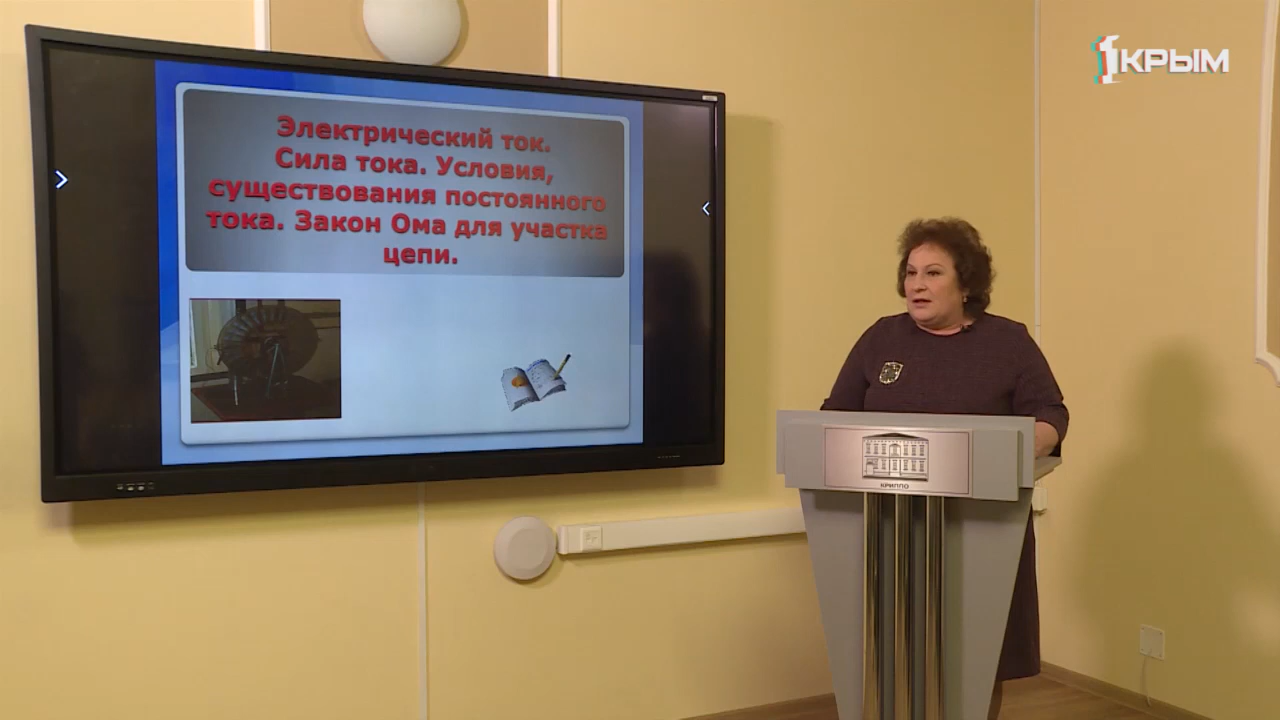 1КРЫМ
Электрический ток.
Сила тока. Условия,
существования постоянного
тока. Закон Ома для участка
цепи.
КРИППО